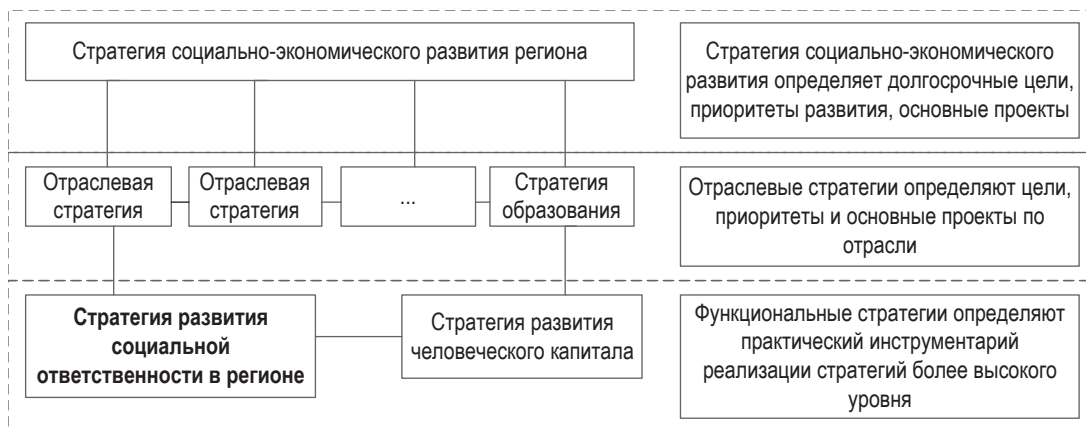 Стратегия социально-экономического развития региона
Стратегия социально-экономического
развития определяет долгосрочные цели,
приоритеты развития, основные проекты
Отраслевая
стратегия
Отраслевая
стратегия
...
Стратегия
образования
Отраслевые стратегии определяют цели,
приоритеты и основные проекты по
отрасли
Стратегия развития
социальной
ответственности в регионе
Стратегия развития
человеческого капитала
Функциональные стратегии определяют
практический инструментарий
реализации стратегий более высокого
уровня